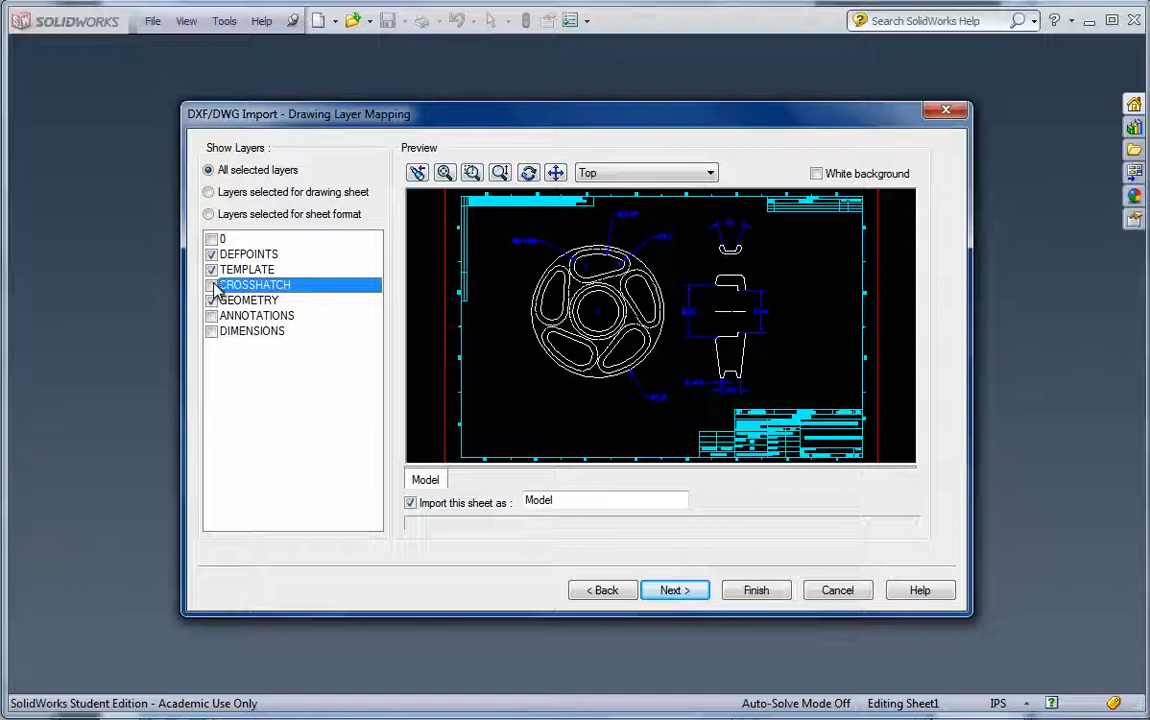 SOLIDWORKS File View Tools Help Search SolidWorks Help
DXF/DWG Import - Drawing Layer Mapping
Show Layers :
All selected layers
Layers selected for drawing sheet
Layers selected for sheet format
0
DEFPOINTS
TEMPLATE
CROSSHATCH
GEOMETRY
ANNOTATIONS
DIMENSIONS
Preview
Top
White background
Model
Import this sheet as : Model
< Back Next > Finish Cancel Help
SolidWorks Student Edition - Academic Use Only Auto-Solve Mode Off Editing Sheet1 IPS